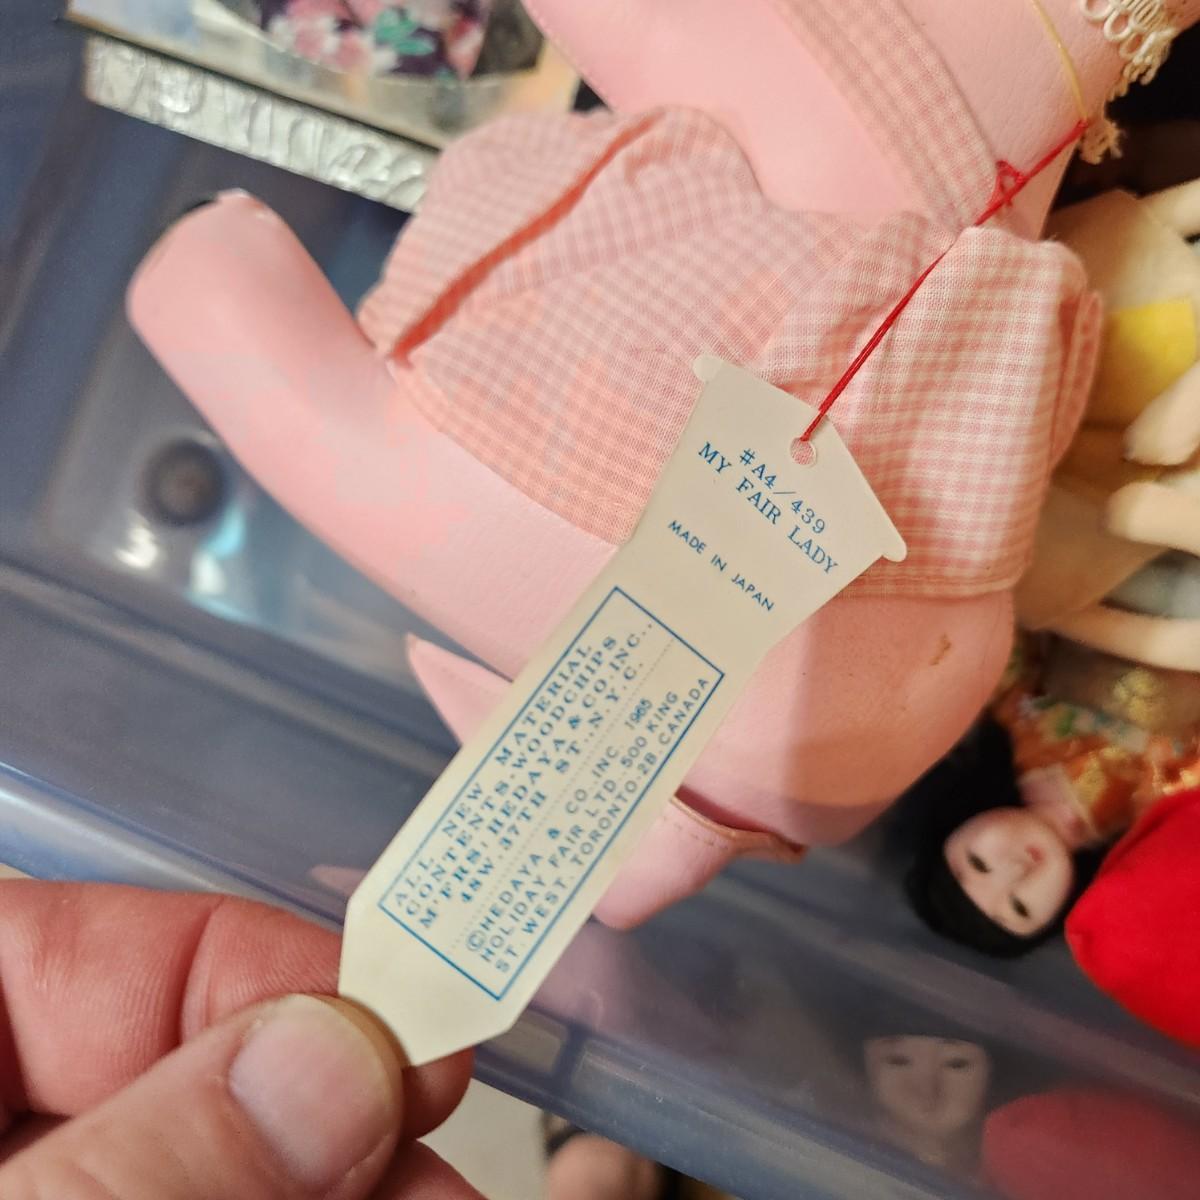 #A4/439
MY FAIR LADY
MADE IN JAPAN
ALL NEW MATERIAL
CONTENTS-WOODCHIPS
M'FRS: HEDAYA & CO.INC.,
48W.37TH ST., N.Y.C.
©HEDAYA & CO. INC. 1965
HOLIDAY FAIR LTD. 500 KING
ST. WEST. TORONTO-2B. CANADA